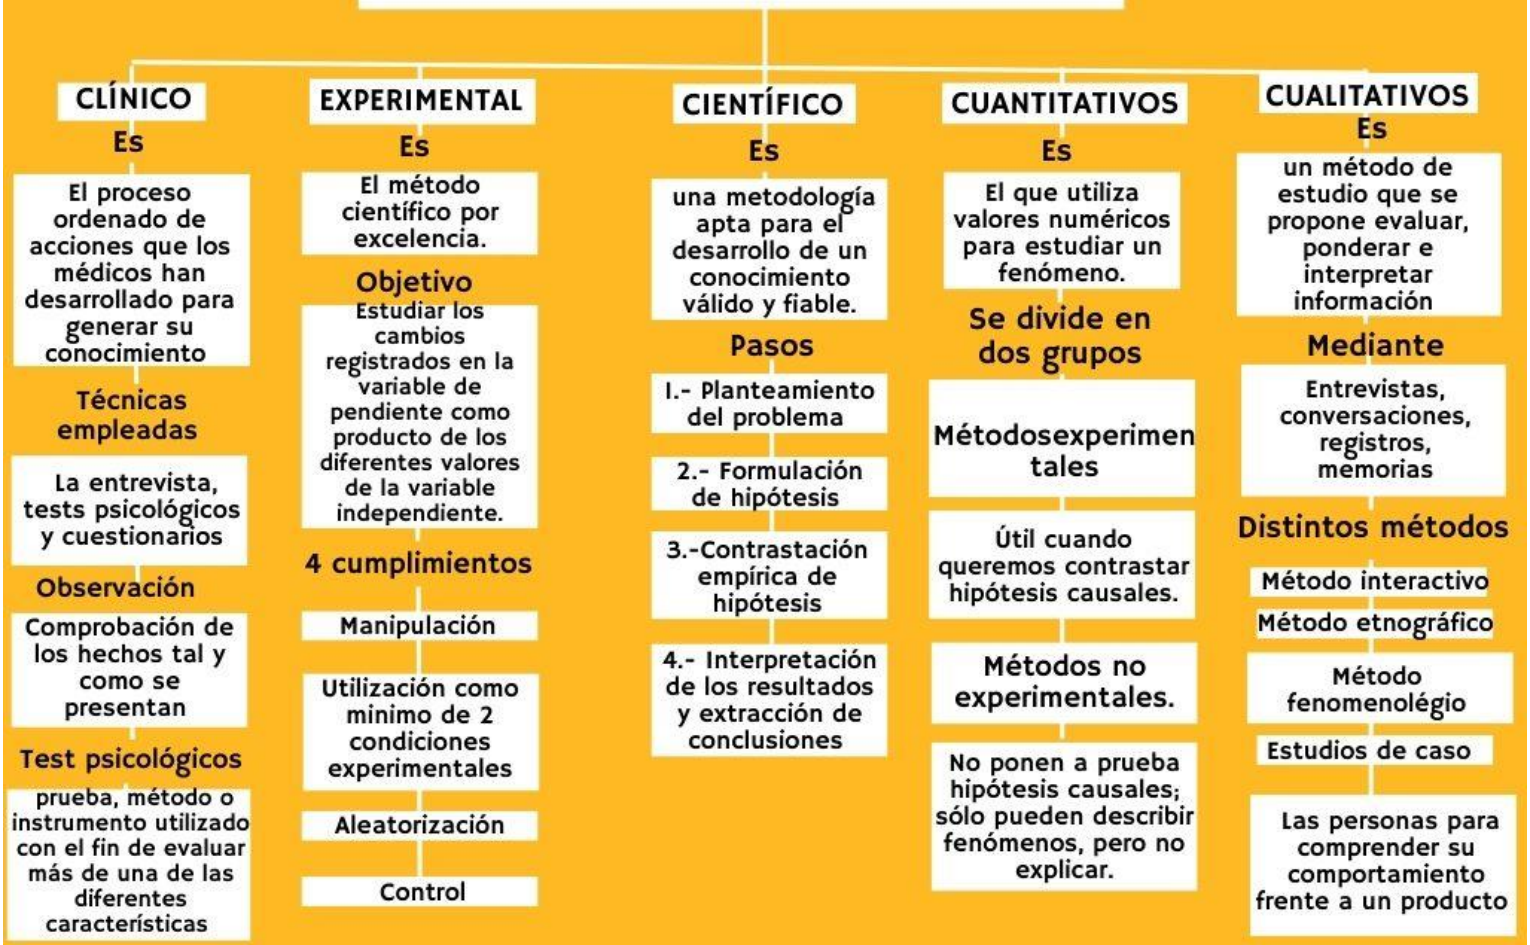 CLÍNICO
Es
El proceso
ordenado de
acciones que los
médicos han
desarrollado para
generar su
conocimiento
Técnicas
empleadas
La entrevista,
tests psicológicos
y cuestionarios
Observación
Comprobación de
los hechos tal y
como se
presentan
Test psicológicos
prueba, método o
instrumento utilizado
con el fin de evaluar
más de una de las
diferentes
características
EXPERIMENTAL
Es
El método
científico por
excelencia.
Objetivo
Estudiar los
cambios
registrados en la
variable de
pendiente como
producto de los
diferentes valores
de la variable
independiente.
4 cumplimientos
Manipulación
Utilización como
minimo de 2
condiciones
experimentales
Aleatorización
Control
CIENTÍFICO
Es
una metodología
apta para el
desarrollo de un
conocimiento
válido y fiable.
Pasos
1.- Planteamiento
del problema
2.- Formulación
de hipótesis
3.-Contrastación
empírica de
hipótesis
4.- Interpretación
de los resultados
y extracción de
conclusiones
CUANTITATIVOS
Es
El que utiliza
valores numéricos
para estudiar un
fenómeno.
Se divide en
dos grupos
Métodosexperimen
tales
Útil cuando
queremos contrastar
hipótesis causales.
Métodos no
experimentales.
No ponen a prueba
hipótesis causales;
sólo pueden describir
fenómenos, pero no
explicar.
CUALITATIVOS
Es
un método de
estudio que se
propone evaluar,
ponderar e
interpretar
información
Mediante
Entrevistas,
conversaciones,
registros,
memorias
Distintos métodos
Método interactivo
Método etnográfico
Método
fenomenolégio
Estudios de caso
Las personas para
comprender su
comportamiento
frente a un producto